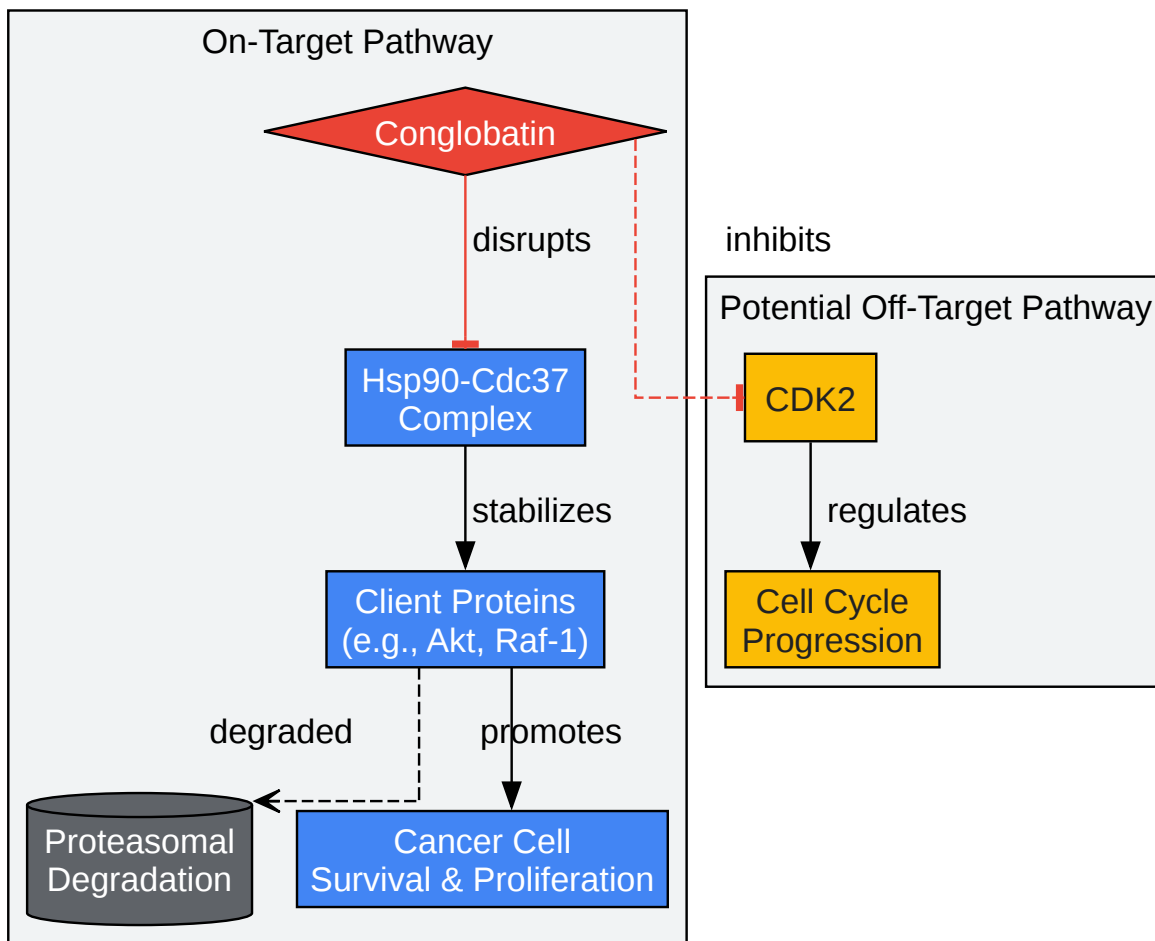 On-Target Pathway
Conglobatin
disrupts
inhibits
Potential Off-Target Pathway
Hsp90-Cdc37
Complex
CDK2
stabilizes
regulates
Client Proteins
(e.g., Akt, Raf-1)
Cell Cycle
Progression
degraded
promotes
Proteasomal
Degradation
Cancer Cell
Survival & Proliferation